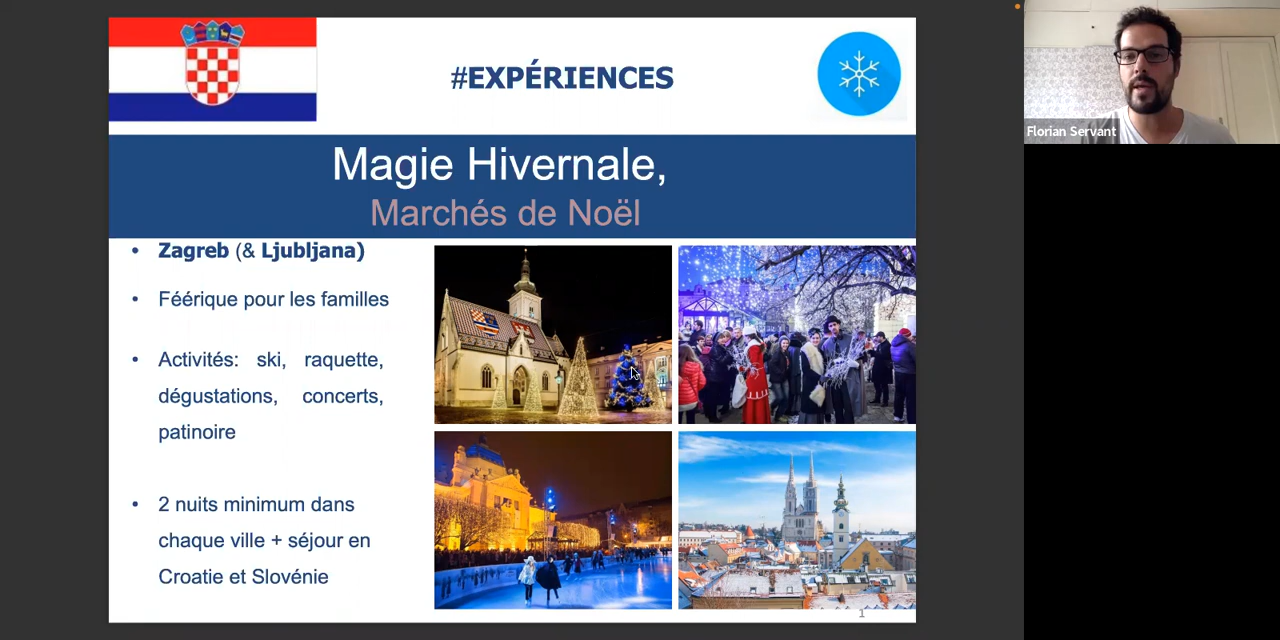 #EXPÉRIENCES
Florian Servant
Magie Hivernale,
Marchés de Noël
• Zagreb (& Ljubljana)
• Féérique pour les familles
• Activités: ski, raquette,
dégustations, concerts,
patinoire
• 2 nuits minimum dans
chaque ville + séjour en
Croatie et Slovénie
1